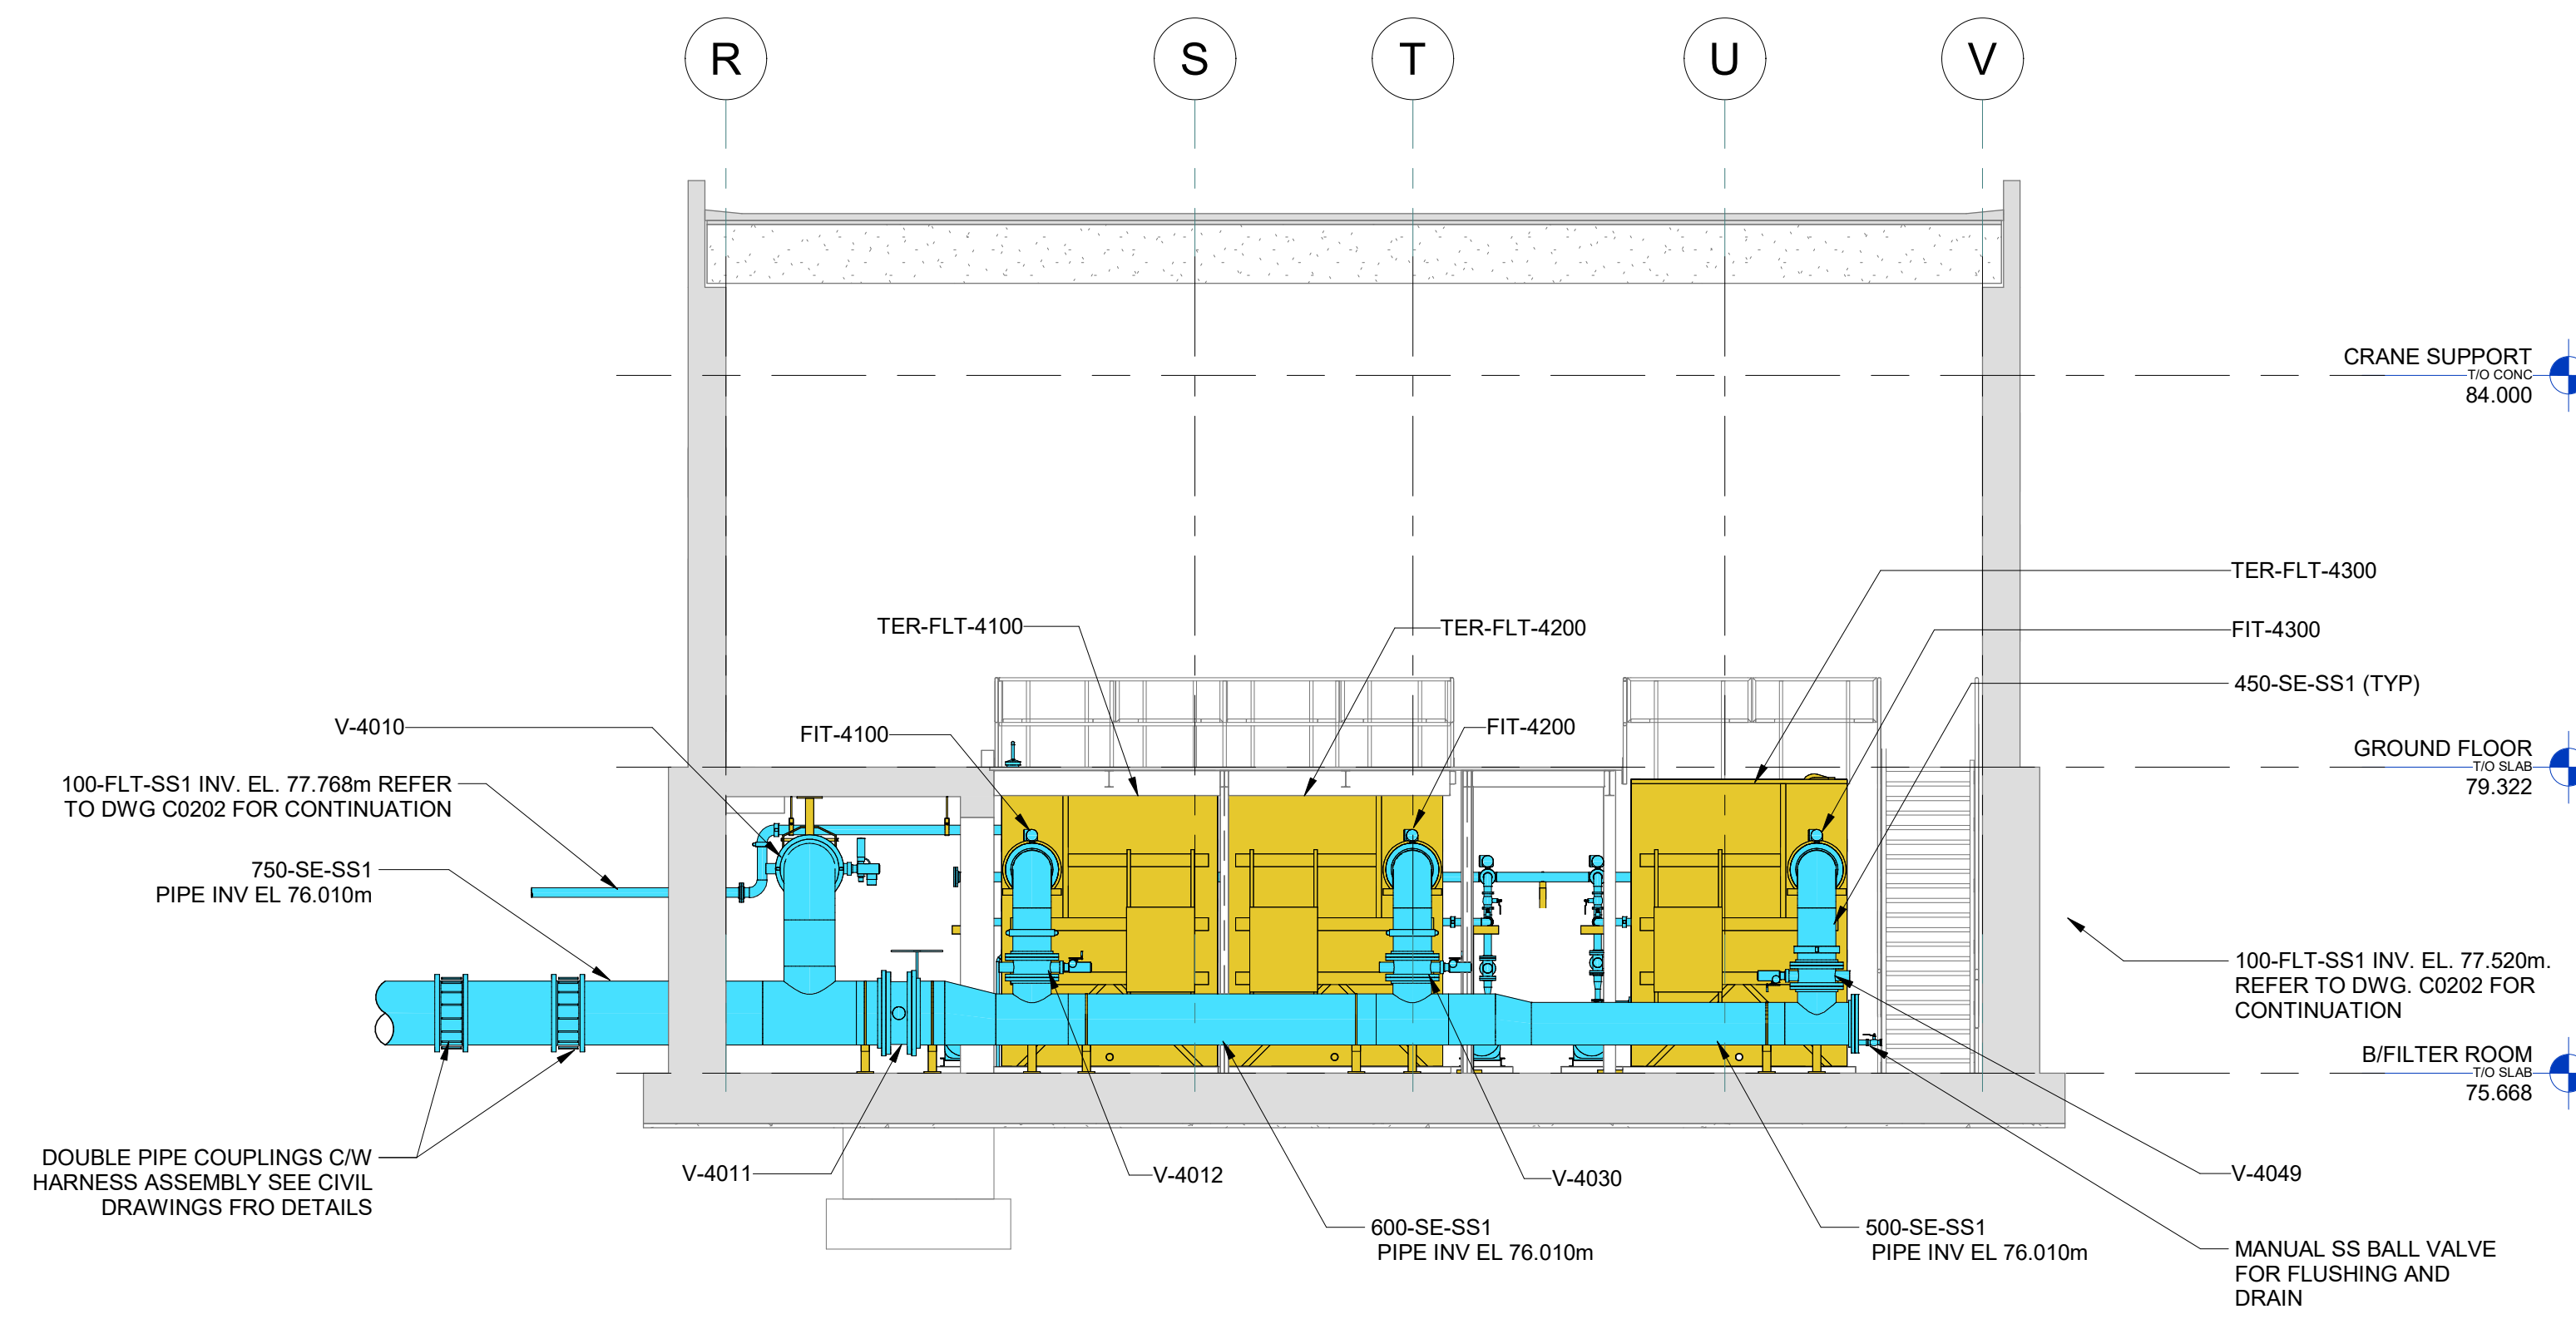 R
S
T
U
V
CRANE SUPPORT
T/O CONC
84.000
TER-FLT-4300
TER-FLT-4100
TER-FLT-4200
FIT-4300
450-SE-SS1 (TYP)
V-4010
FIT-4100
FIT-4200
GROUND FLOOR
T/O SLAB
79.322
100-FLT-SS1 INV. EL. 77.768m REFER
TO DWG C0202 FOR CONTINUATION
750-SE-SS1
PIPE INV EL 76.010m
100-FLT-SS1 INV. EL. 77.520m.
REFER TO DWG. C0202 FOR
CONTINUATION
B/FILTER ROOM
T/O SLAB
75.668
DOUBLE PIPE COUPLINGS C/W
HARNESS ASSEMBLY SEE CIVIL
DRAWINGS FRO DETAILS
V-4011
V-4012
V-4030
V-4049
600-SE-SS1
PIPE INV EL 76.010m
500-SE-SS1
PIPE INV EL 76.010m
MANUAL SS BALL VALVE
FOR FLUSHING AND
DRAIN